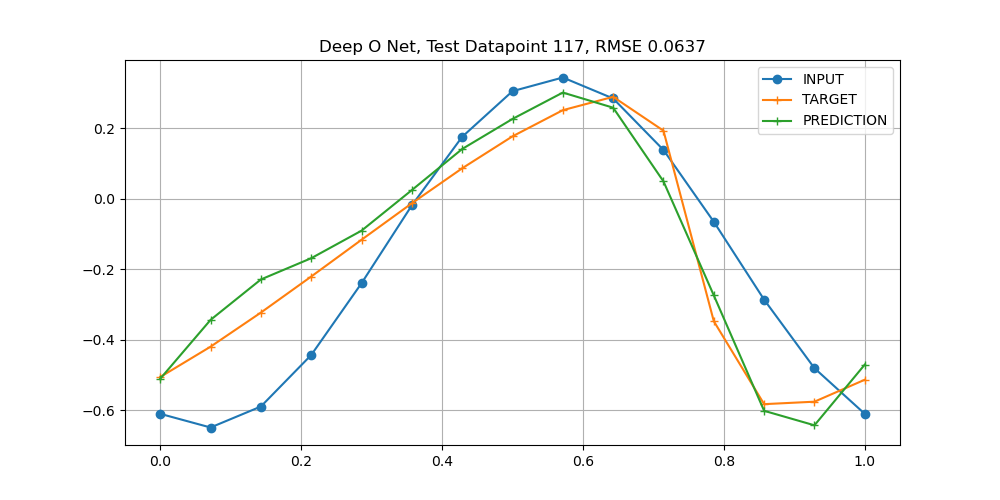 Deep O Net, Test Datapoint 117, RMSE 0.0637
INPUT
TARGET
PREDICTION
0.2
0.0
−0.2
−0.4
−0.6
0.0 0.2 0.4 0.6 0.8 1.0